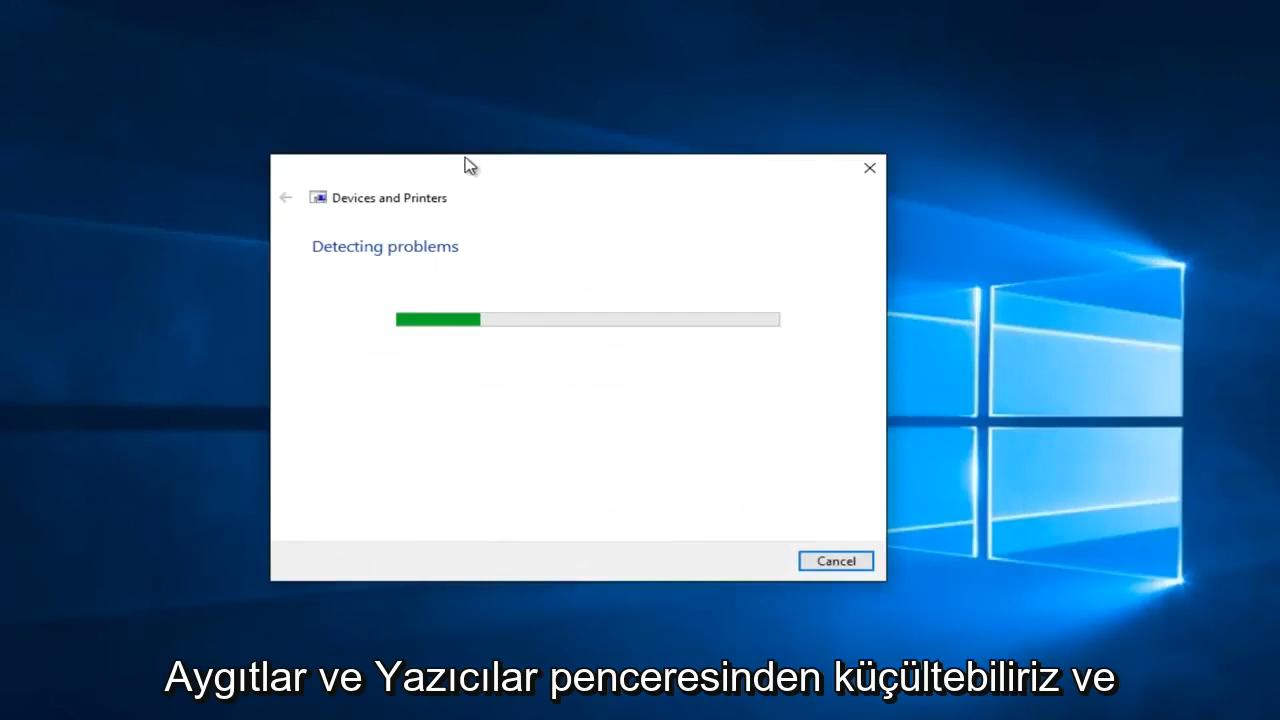 Devices and Printers
Detecting problems
Cancel
Aygıtlar ve Yazıcılar penceresinden küçültebiliriz ve